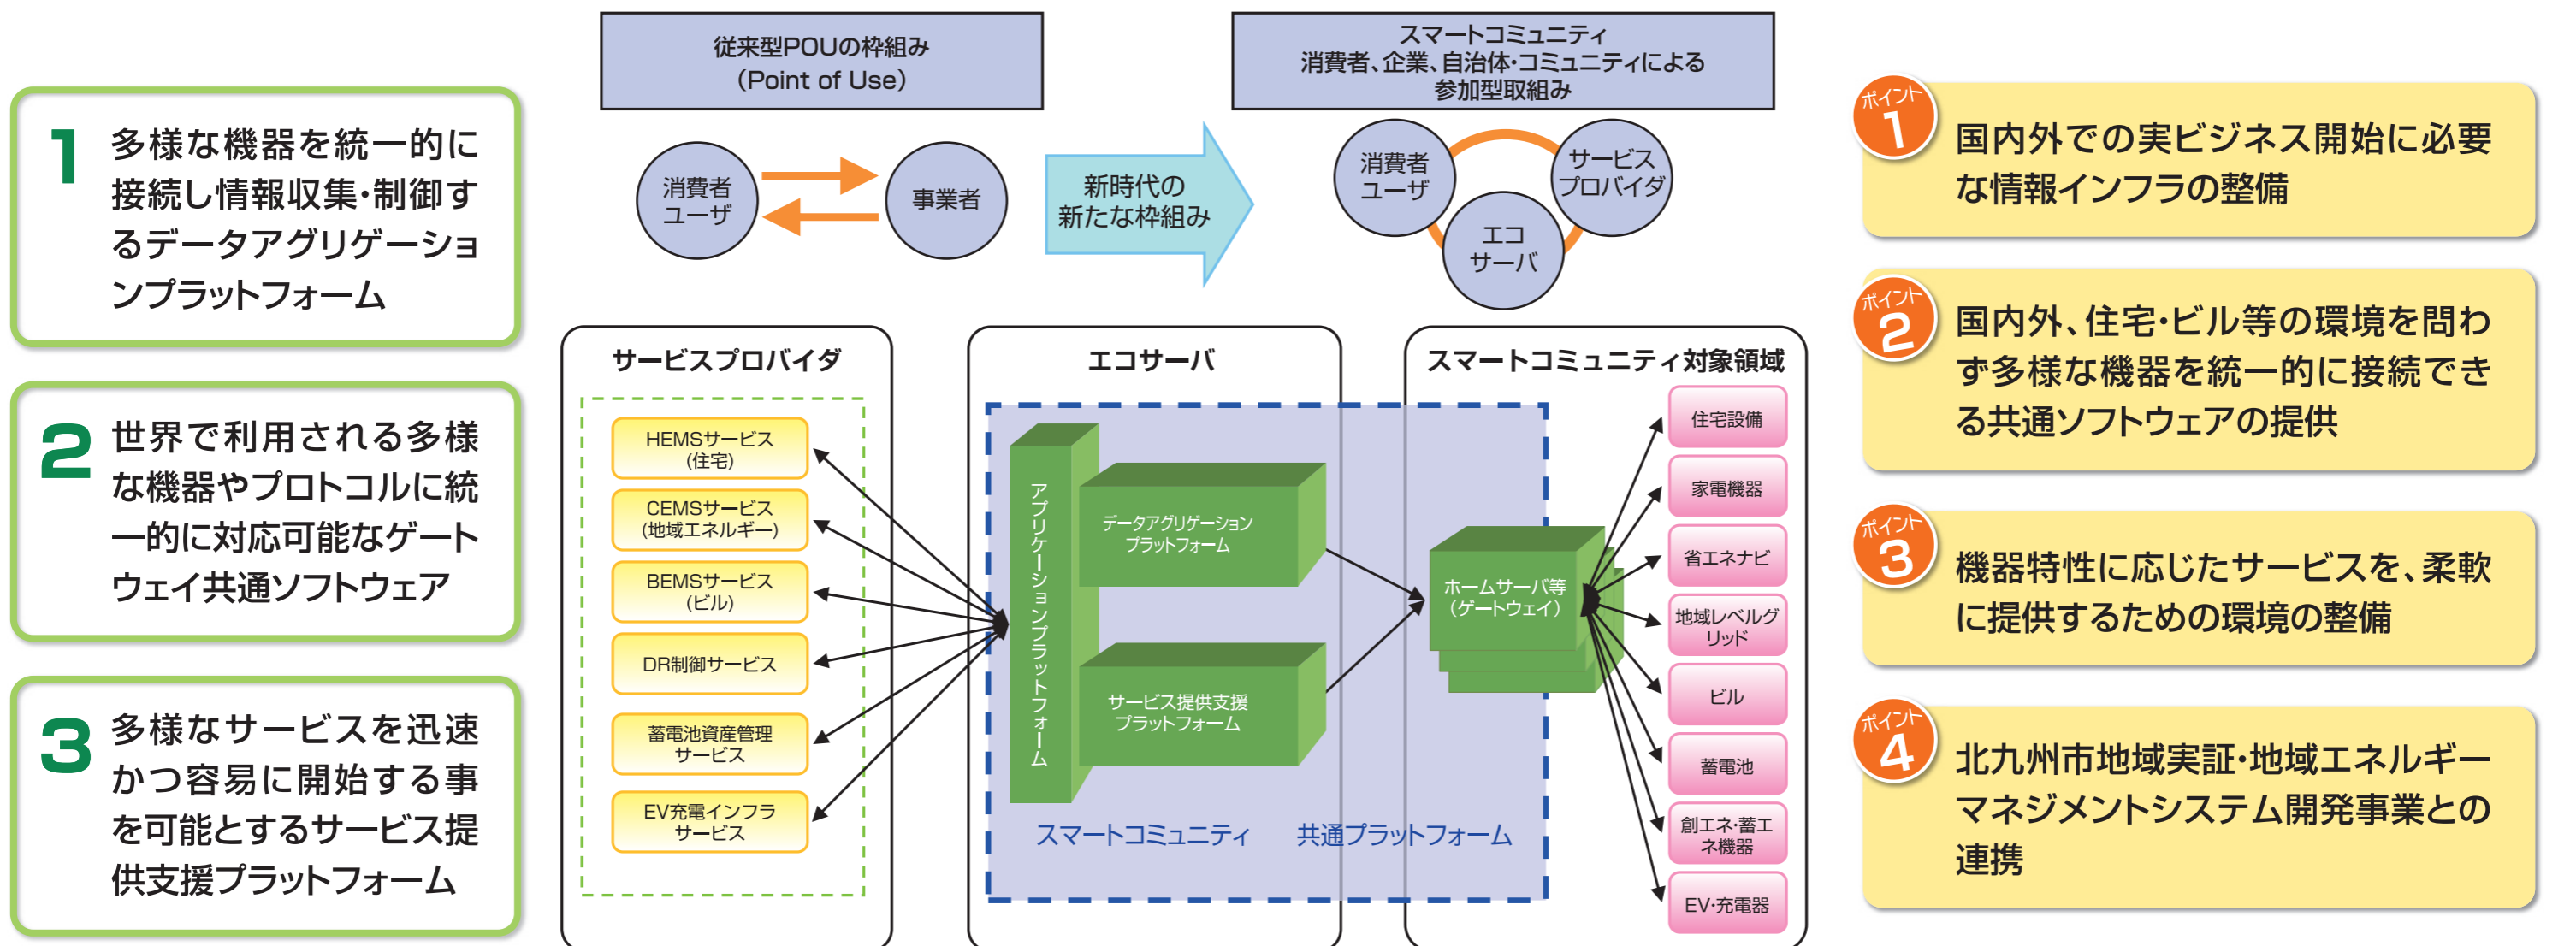 1
多様な機器を統一的に
接続し情報収集・制御す
るデータアグリゲーショ
ンプラットフォーム
2
世界で利用される多様
な機器やプロトコルに統
一的に対応可能なゲート
ウェイ共通ソフトウェア
3
多様なサービスを迅速
かつ容易に開始する事
を可能とするサービス提
供支援プラットフォーム
従来型POUの枠組み
（Point of Use）
消費者
ユーザ
事業者
新時代の
新たな枠組み
スマートコミュニティ
消費者、企業、自治体・コミュニティによる
参加型取組み
消費者
ユーザ
サービス
プロバイダ
エコ
サーバ
サービスプロバイダ
HEMSサービス
(住宅)
CEMSサービス
(地域エネルギー)
BEMSサービス
(ビル)
DR制御サービス
蓄電池資産管理
サービス
EV充電インフラ
サービス
エコサーバ
アプリケーションプラットフォーム
データアグリゲーション
プラットフォーム
サービス提供支援
プラットフォーム
スマートコミュニティ　共通プラットフォーム
スマートコミュニティ対象領域
ホームサーバ等
（ゲートウェイ）
住宅設備
家電機器
省エネナビ
地域レベルグ
リッド
ビル
蓄電池
創エネ・蓄エ
ネ機器
EV・充電器
ポイント
1
国内外での実ビジネス開始に必要
な情報インフラの整備
ポイント
2
国内外、住宅・ビル等の環境を問わ
ず多様な機器を統一的に接続でき
る共通ソフトウェアの提供
ポイント
3
機器特性に応じたサービスを、柔軟
に提供するための環境の整備
ポイント
4
北九州市地域実証・地域エネルギー
マネジメントシステム開発事業との
連携